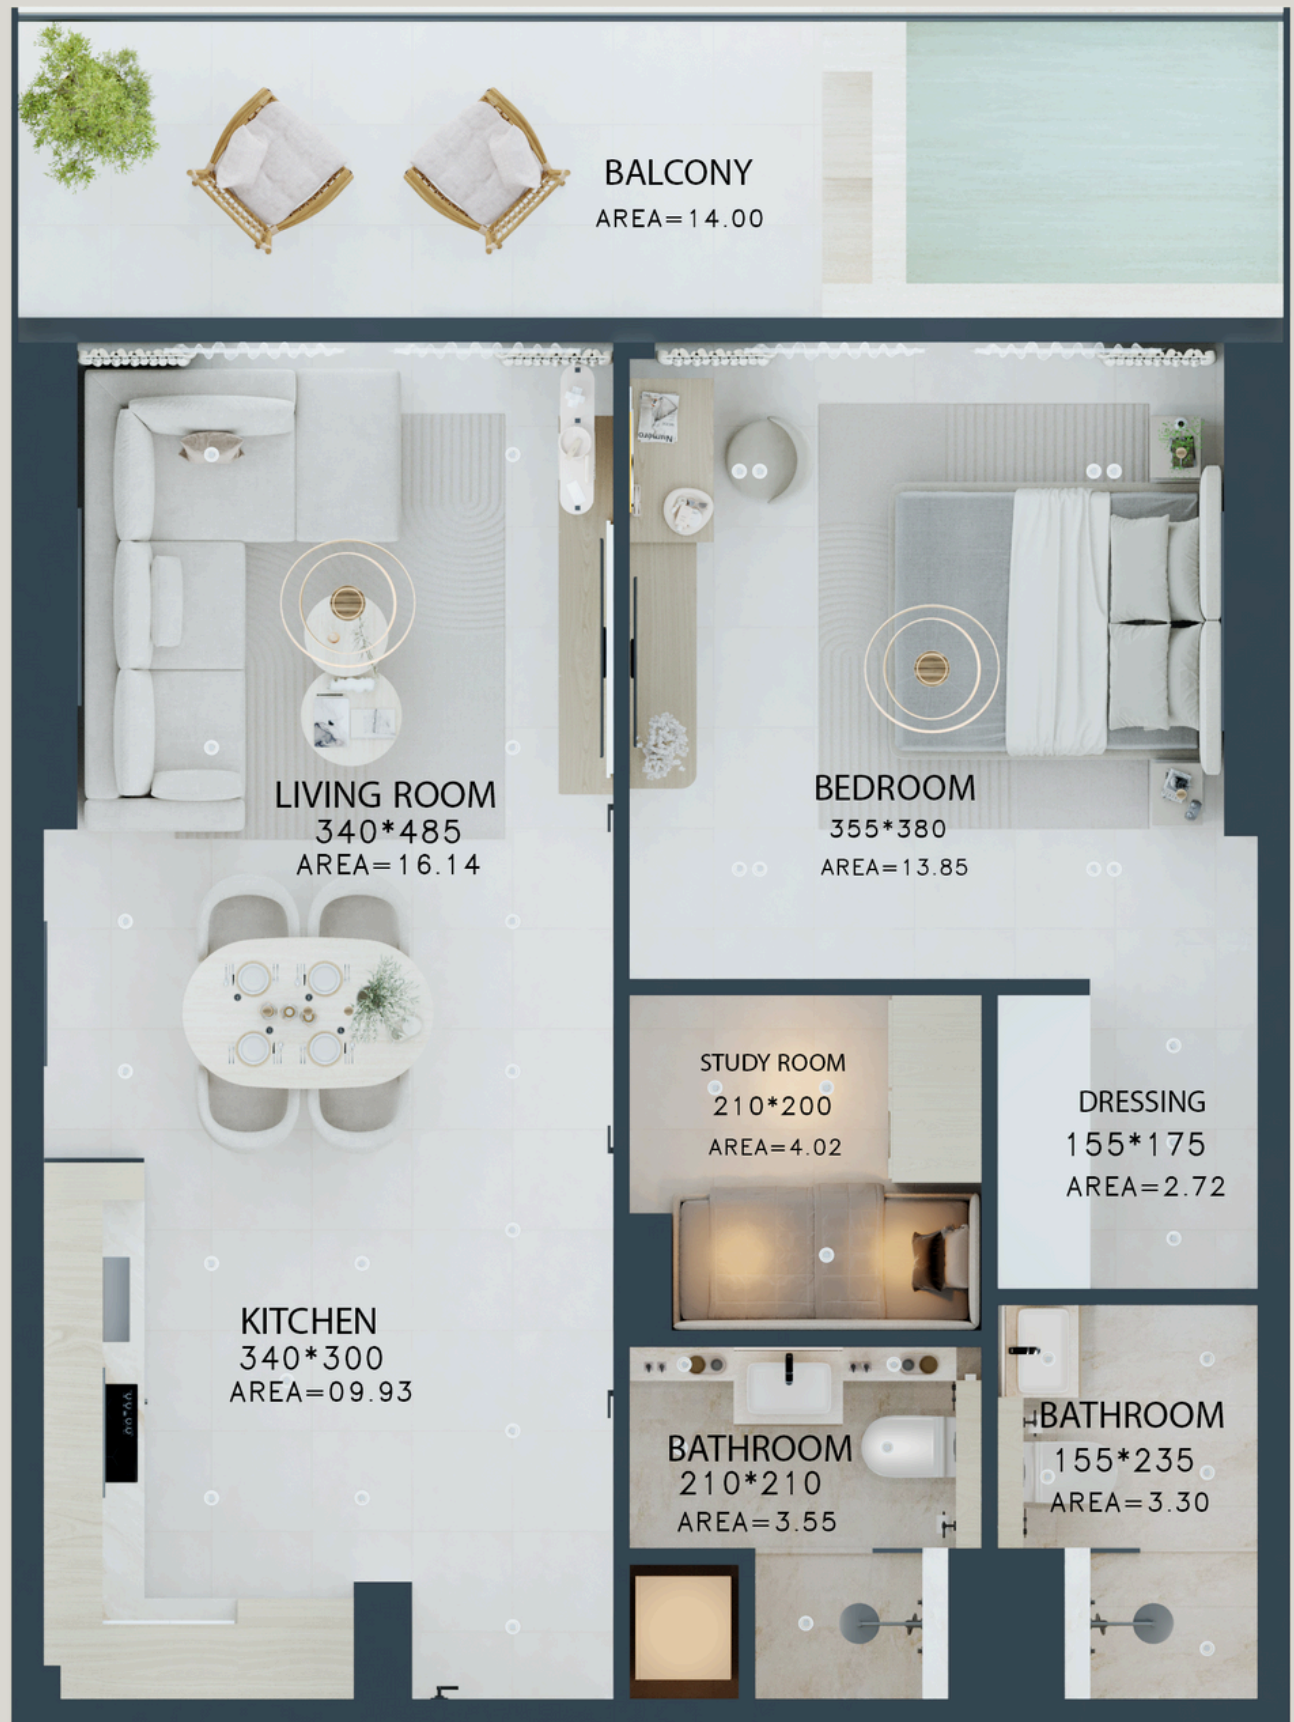 BALCONY
AREA=14.00
Numéro
LIVING ROOM
340*485
AREA=16.14
BEDROOM
355*380
AREA=13.85
STUDY ROOM
210*200
AREA=4.02
DRESSING
155*175
AREA=2.72
KITCHEN
340*300
AREA=09.93
BATHROOM
210*210
AREA=3.55
BATHROOM
155*235
AREA=3.30